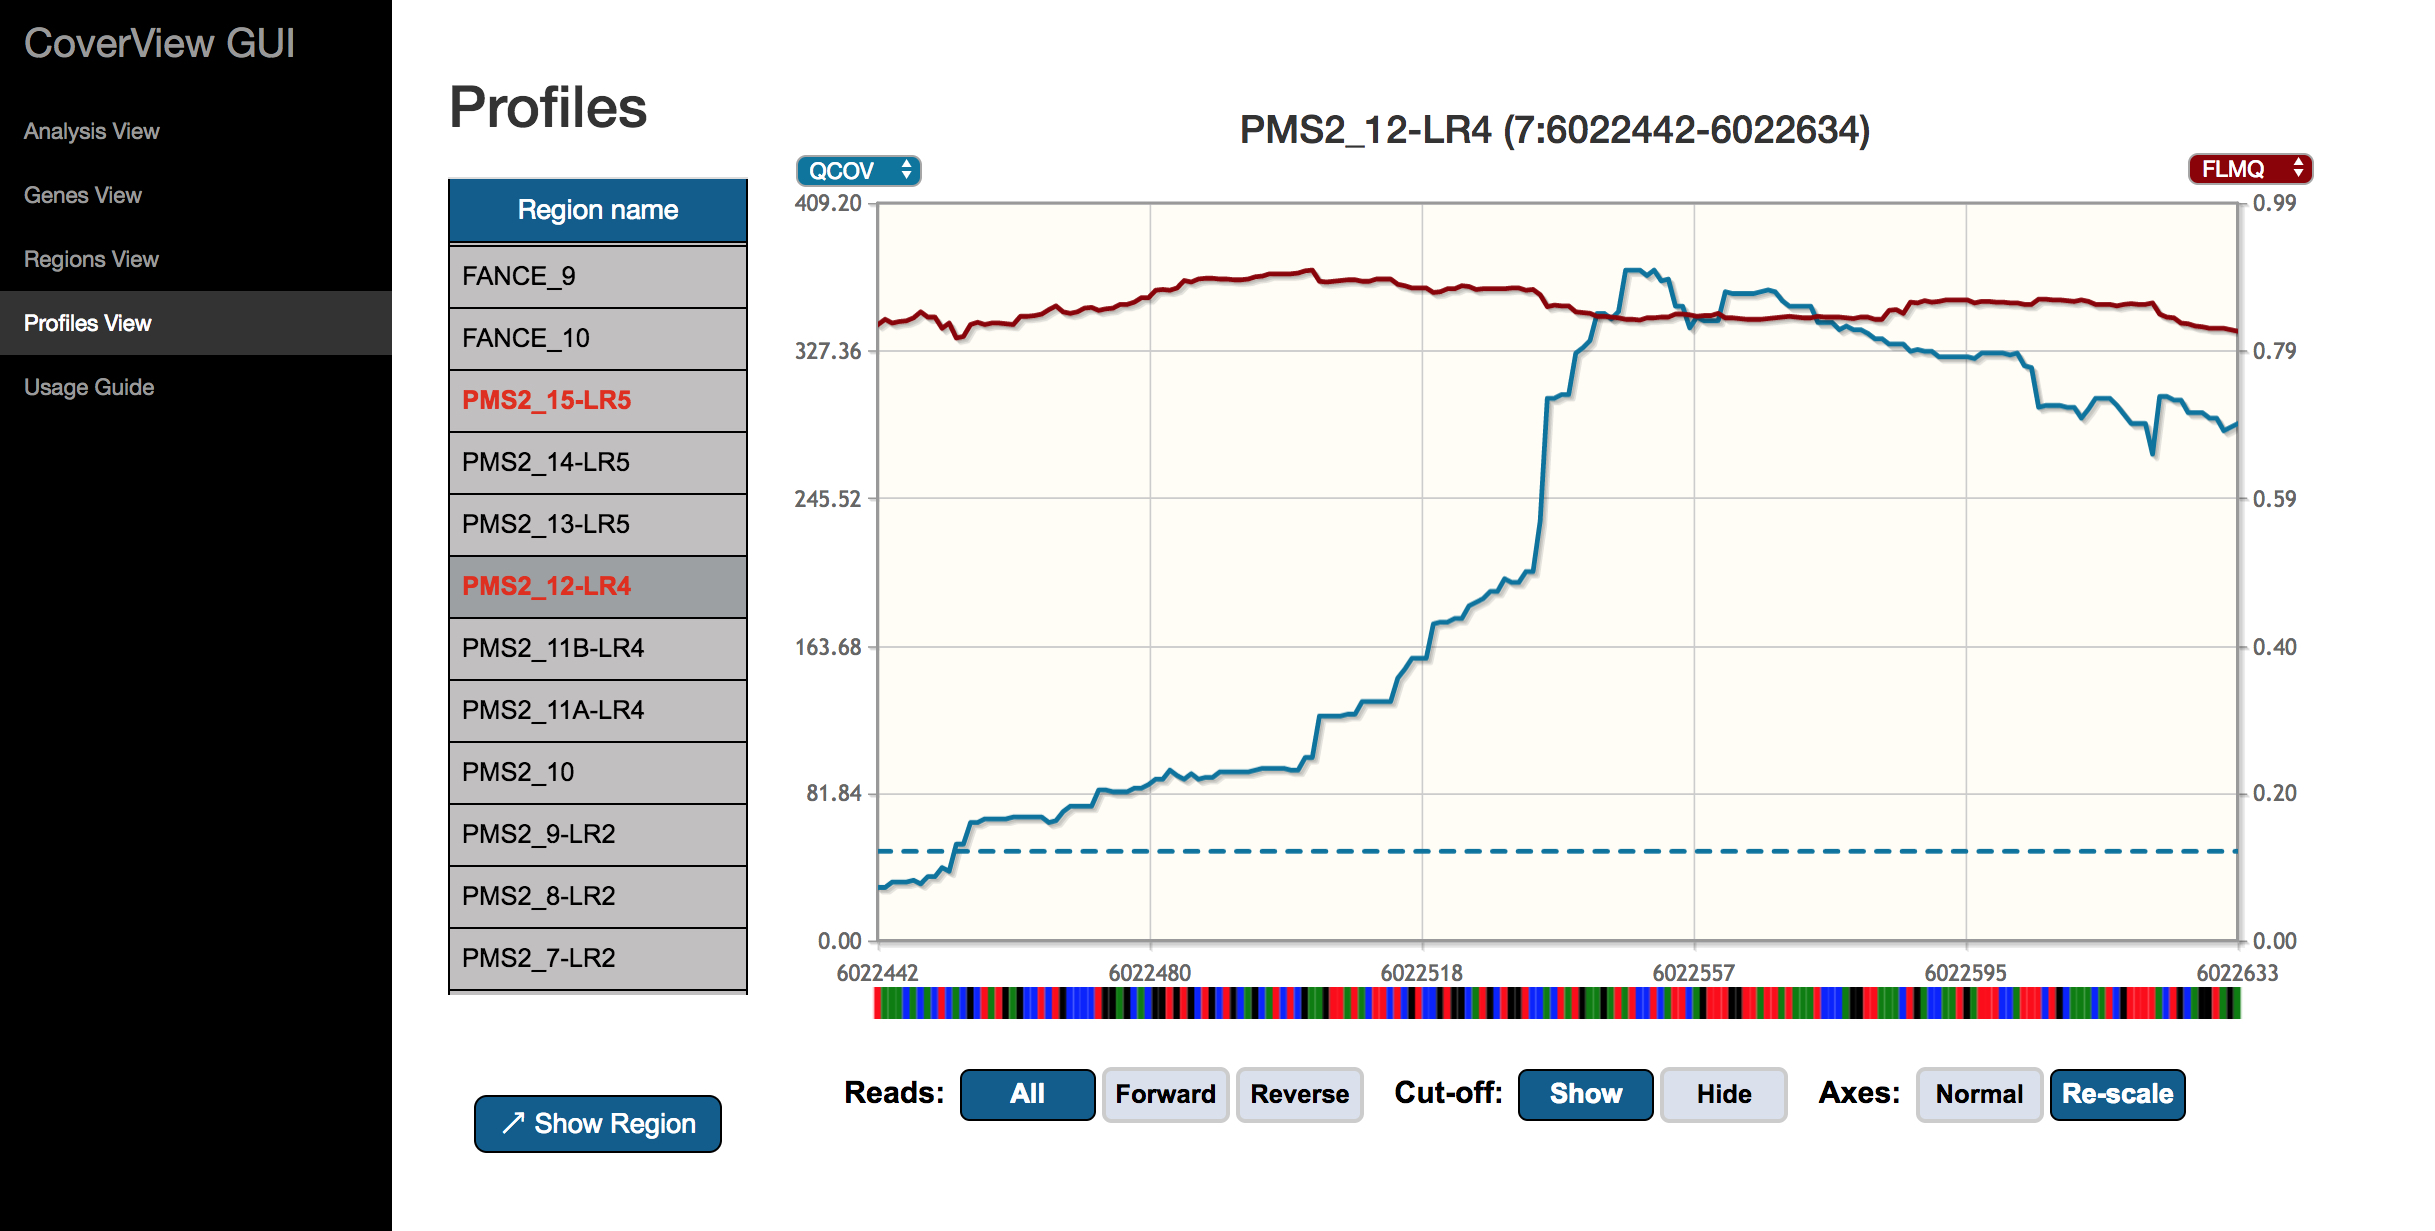 CoverView GUI
Analysis View
Genes View
Regions View
Profiles View
Usage Guide
Profiles
Region name
FANCE_9
FANCE_10
PMS2_15-LR5
PMS2_14-LR5
PMS2_13-LR5
PMS2_12-LR4
PMS2_11B-LR4
PMS2_11A-LR4
PMS2_10
PMS2_9-LR2
PMS2_8-LR2
PMS2_7-LR2
Show Region
PMS2_12-LR4 (7:6022442-6022634)
QCOV
FLMQ
409.20
327.36
245.52
163.68
81.84
0.00
0.99
0.79
0.59
0.40
0.20
0.00
6022442 6022480 6022518 6022557 6022595 6022633
Reads: All Forward Reverse Cut-off: Show Hide Axes: Normal Re-scale